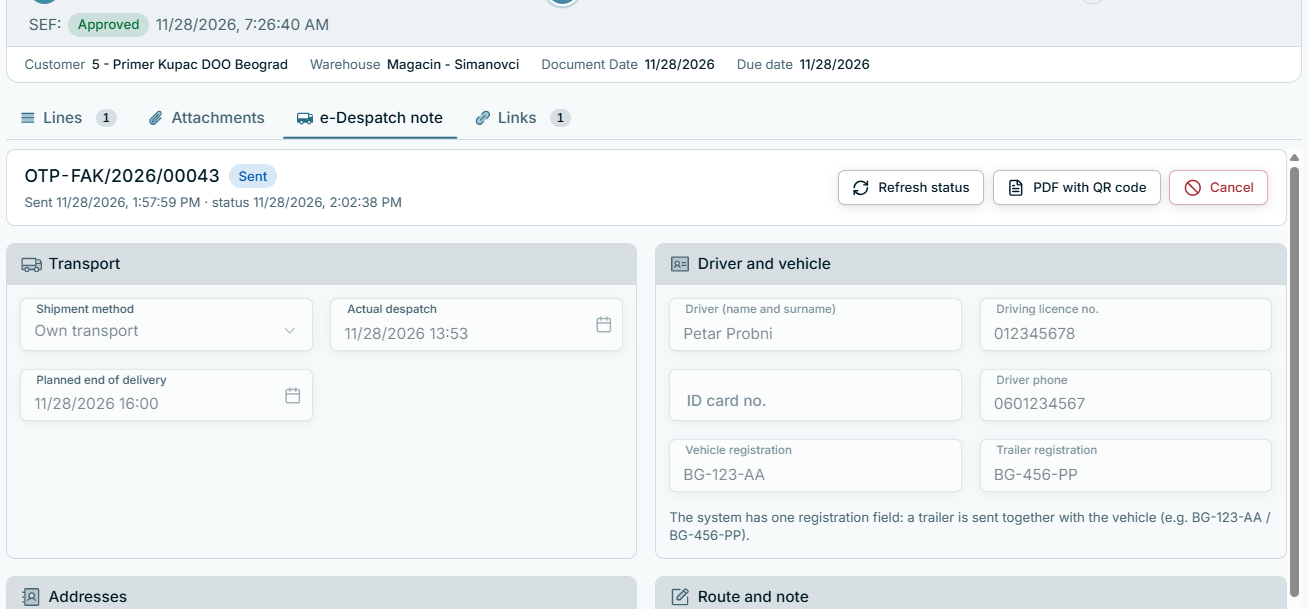 SEF: Approved 11/28/2026, 7:26:40 AM
Customer 5 - Primer Kupac DOO Beograd Warehouse Magacin - Simanovci Document Date 11/28/2026 Due date 11/28/2026
Lines 1 Attachments e-Despatch note Links 1
OTP-FAK/2026/00043 Sent
Sent 11/28/2026, 1:57:59 PM · status 11/28/2026, 2:02:38 PM
Refresh status PDF with QR code Cancel
Transport
Shipment method Actual despatch
Own transport 11/28/2026 13:53
Planned end of delivery
11/28/2026 16:00
Driver and vehicle
Driver (name and surname) Driving licence no.
Petar Probni 012345678
ID card no. Driver phone
0601234567
Vehicle registration Trailer registration
BG-123-AA BG-456-PP
The system has one registration field: a trailer is sent together with the vehicle (e.g. BG-123-AA /
BG-456-PP).
Addresses
Route and note